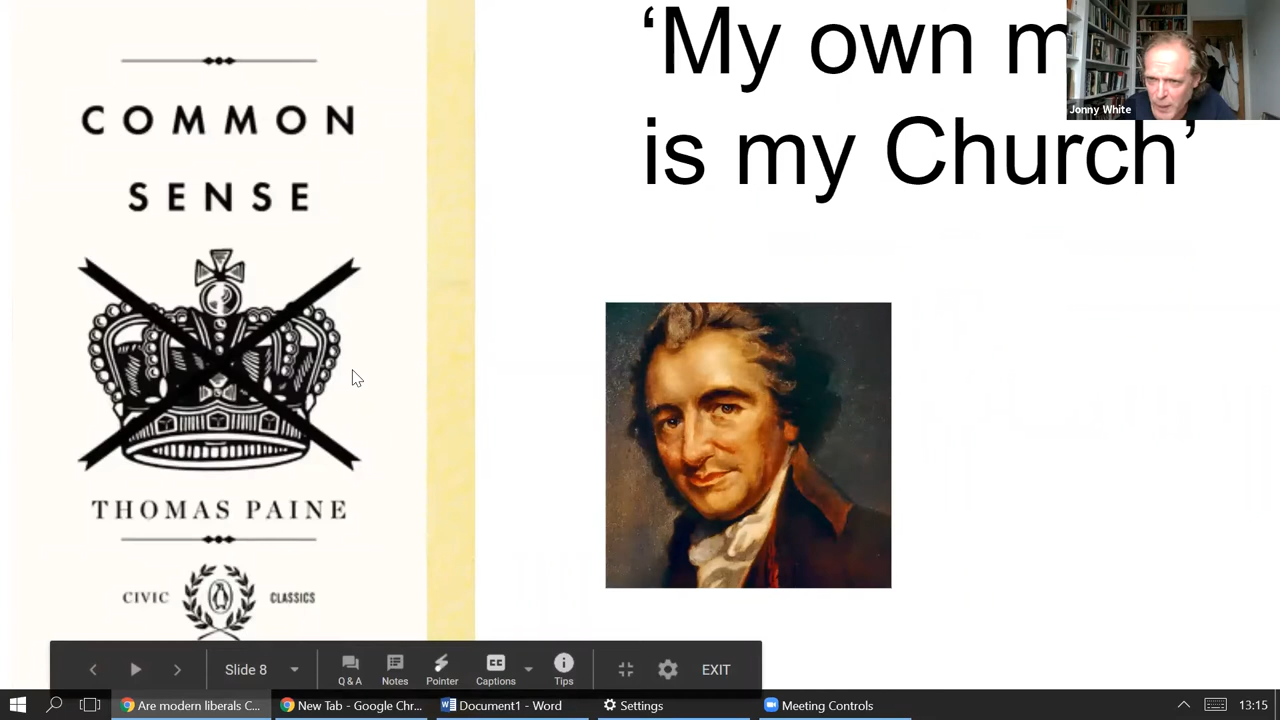 COMMON
SENSE
THOMAS PAINE
CIVIC CLASSICS
‘My own m
is my Church’
Jonny White
Slide 8
Q & A
Notes
Pointer
Captions
CC
Tips
EXIT
Are modern liberals C...
New Tab - Google Chr...
Document1 - Word
Settings
Meeting Controls
13:15